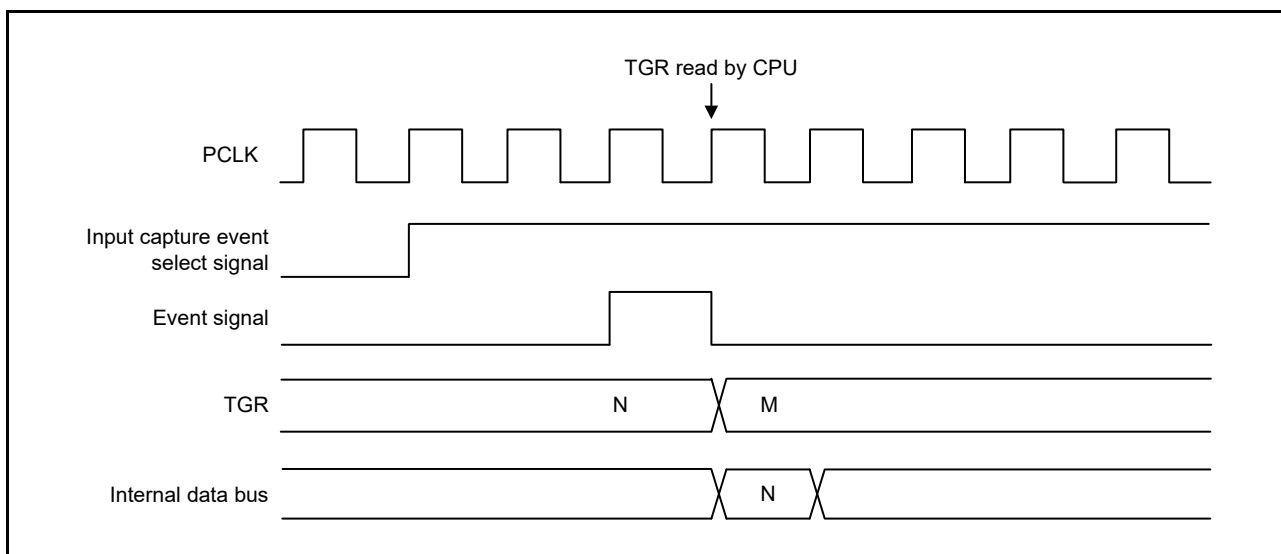 TGR read by CPU
PCLK
Input capture event
select signal
Event signal
TGR
N
M
Internal data bus
N